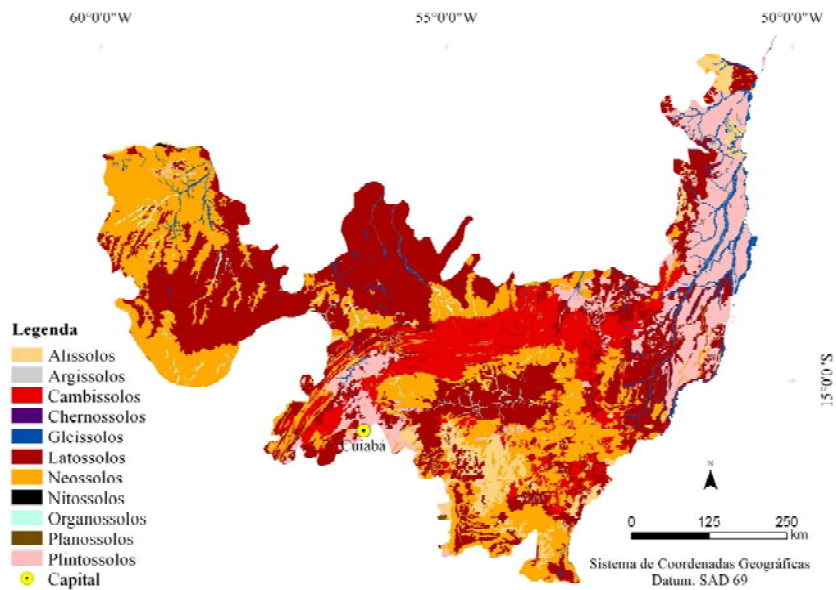 60°0'0"W 55°0'0"W 50°0'0"W
15°0'0"S
Legenda
Alissolos
Argissolos
Cambissolos
Chernossolos
Gleissolos
Latossolos
Neossolos
Nitossolos
Organossolos
Planossolos
Plintossolos
Capital
Cuiabá
N
0 125 250
km
Sistema de Coordenadas Geográficas
Datum. SAD 69